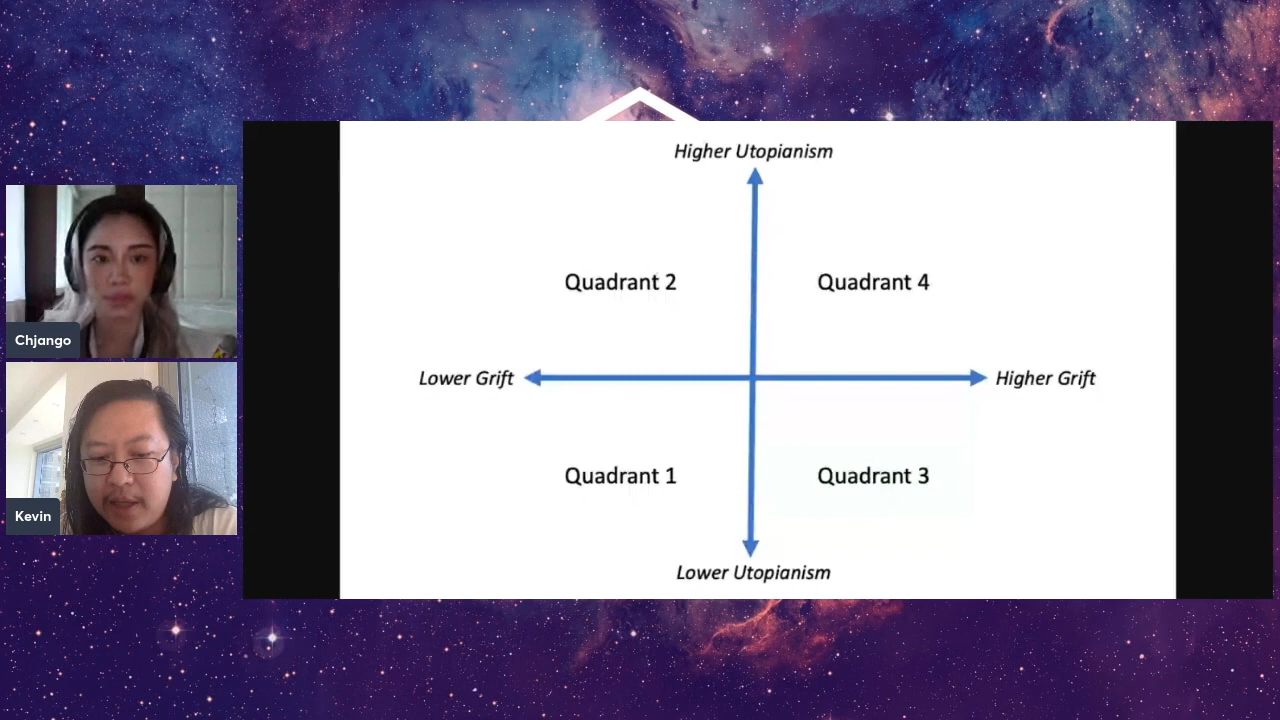 Higher Utopianism
Quadrant 2
Quadrant 4
Lower Grift
Higher Grift
Quadrant 1
Quadrant 3
Lower Utopianism
Chjango
Kevin